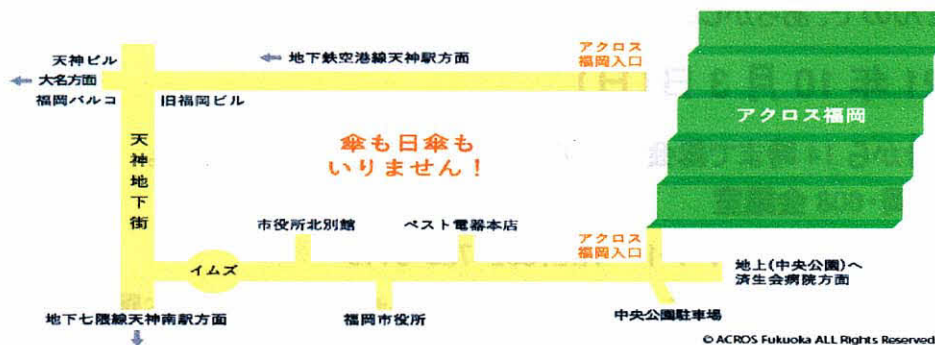 天神ビル
← 地下鉄空港線天神駅方面
アクロス
福岡入口
← 大名方面
福岡パルコ
旧福岡ビル
アクロス福岡
天神地下街
傘も日傘も
いりません！
市役所北別館
ベスト電器本店
アクロス
福岡入口
イムズ
地上(中央公園)へ
済生会病院方面
地下七隈線天神南駅方面
福岡市役所
中央公園駐車場
© ACROS Fukuoka ALL Rights Reserved